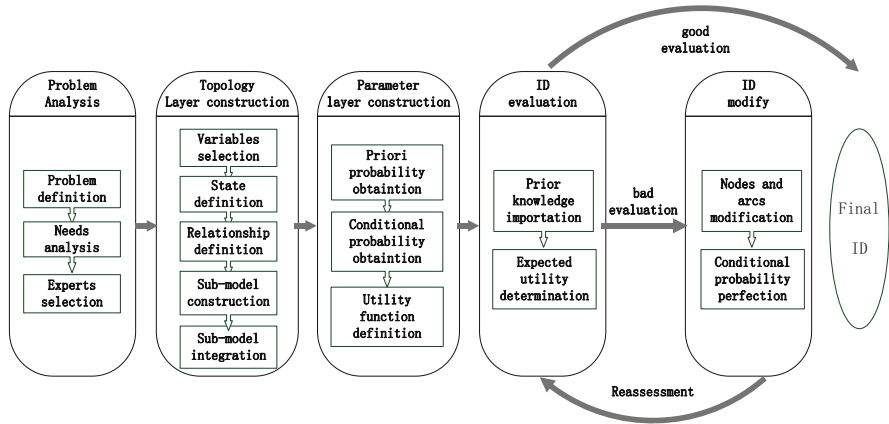 Problem
Analysis
Problem
definition
Needs
analysis
Experts
selection
Topology
Layer construction
Variables
selection
State
definition
Relationship
definition
Sub-model
construction
Sub-model
integration
Parameter
layer construction
Priori
probability
obtaintion
Conditional
probability
obtaintion
Utility
function
definition
ID
evaluation
Prior
knowledge
importation
Expected
utility
determination
good
evaluation
bad
evaluation
Reassessment
ID
modify
Nodes and
arcs
modification
Conditional
probability
perfection
Final
ID